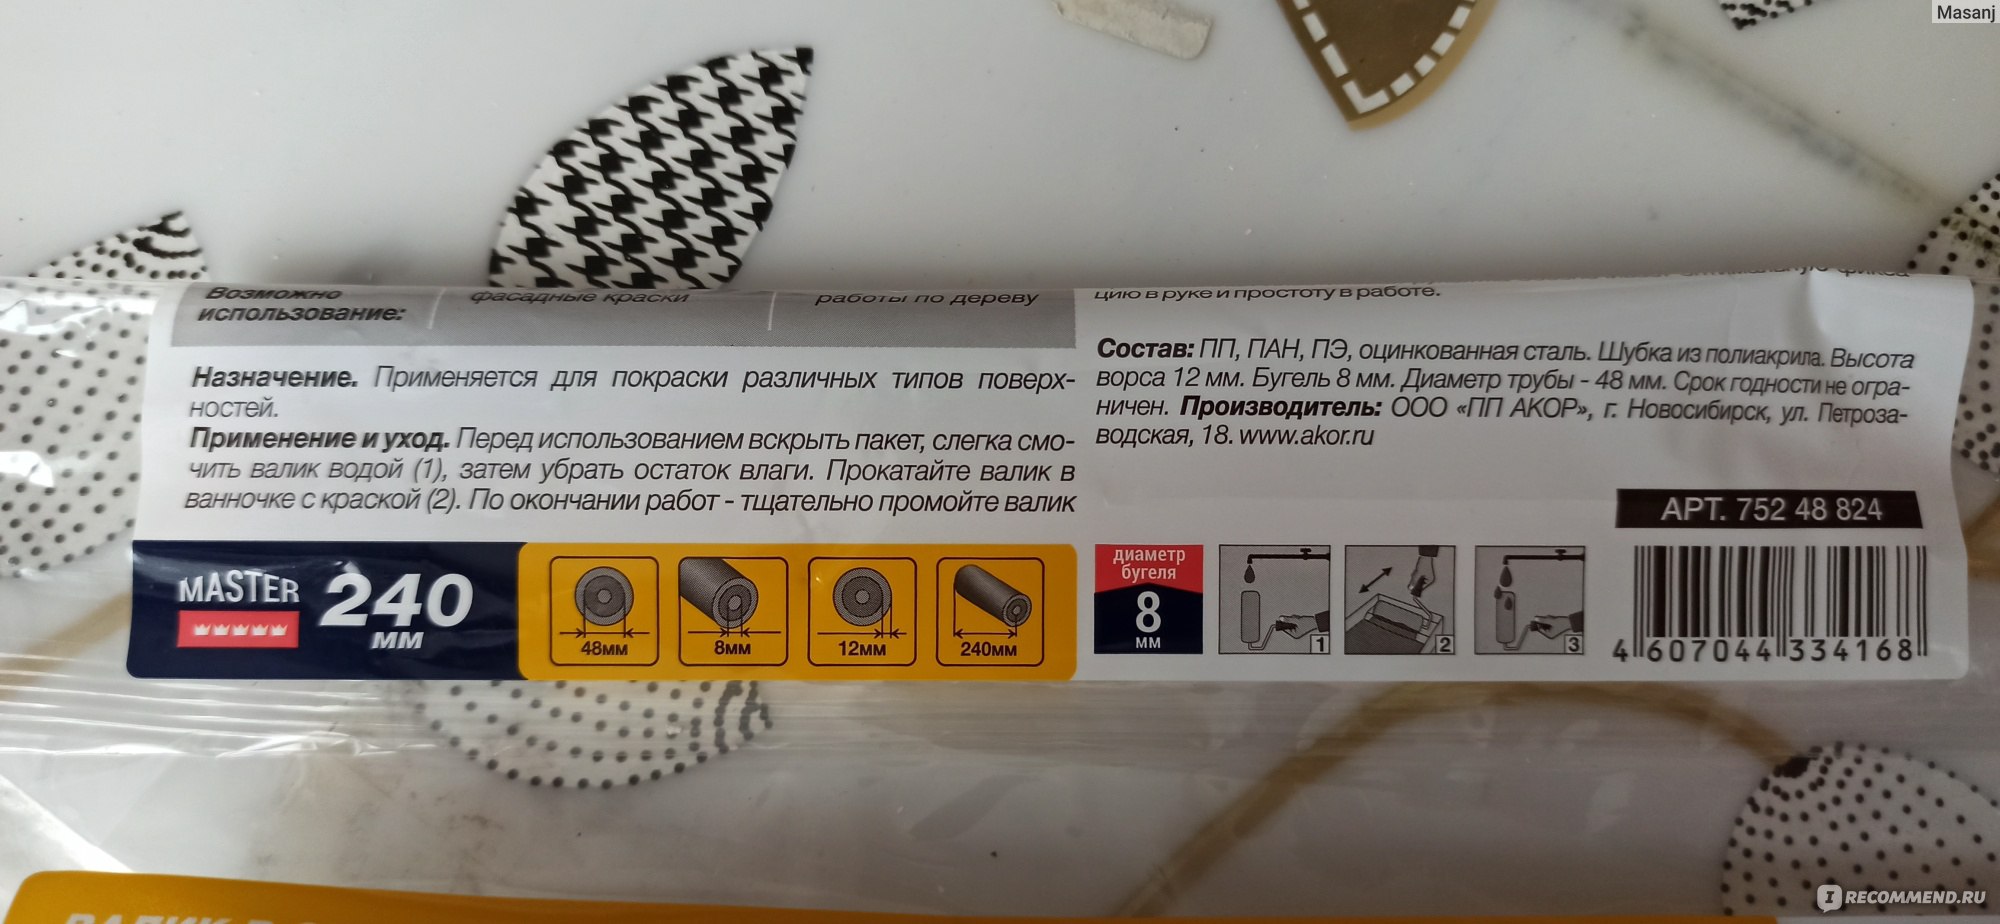 Masanj
Возможно
использование:
фасадные краски
работы по дереву
Назначение. Применяется для покраски различных типов поверх-
ностей.
Применение и уход. Перед использованием вскрыть пакет, слегка смо-
чить валик водой (1), затем убрать остаток влаги. Прокатайте валик в
ванночке с краской (2). По окончании работ - тщательно промойте валик
цию в руке и простоту в работе.
Состав: ПП, ПАН, ПЭ, оцинкованная сталь. Шубка из полиакрила. Высота
ворса 12 мм. Бугель 8 мм. Диаметр трубы - 48 мм. Срок годности не огра-
ничен. Производитель: ООО «ПП АКОР», г. Новосибирск, ул. Петроза-
водская, 18. www.akor.ru
АРТ. 752 48 824
MASTER
240
мм
48мм
8мм
12мм
240мм
диаметр
бугеля
8
мм
1
2
3
4 607044 334168
IRECOMMEND.RU